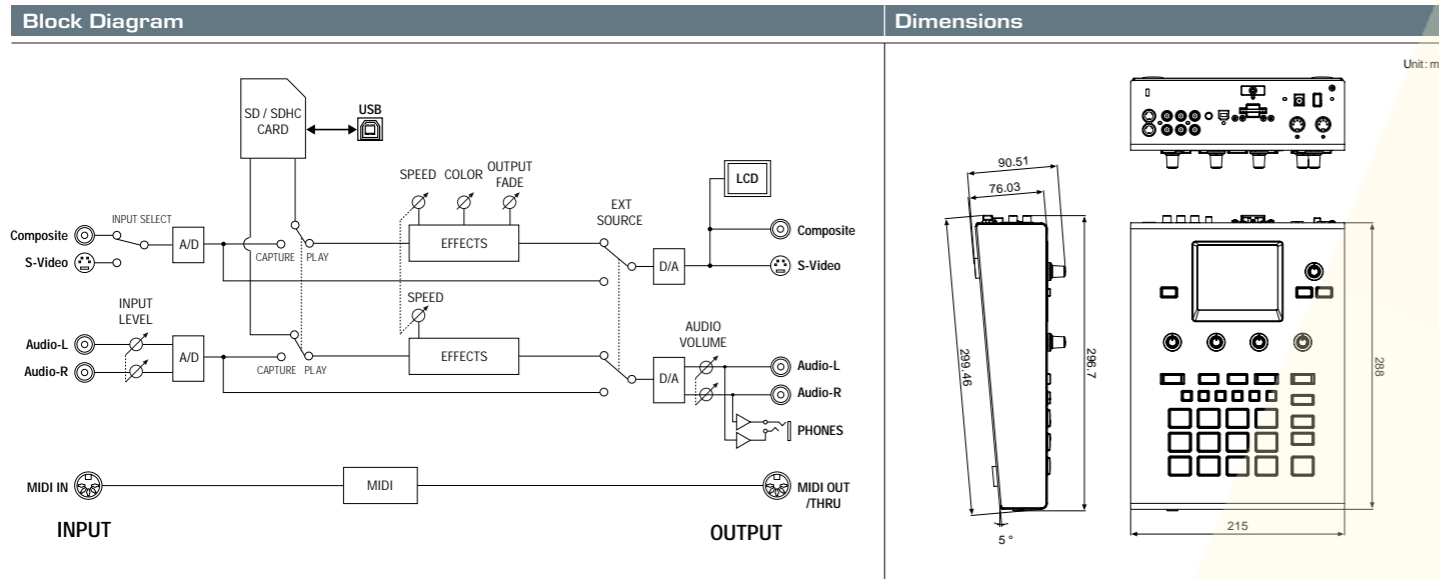 Block Diagram
Dimensions
Unit: m
SD / SDHC
CARD
USB
SPEED
COLOR
OUTPUT
FADE
LCD
EXT
SOURCE
INPUT SELECT
Composite
S-Video
A/D
CAPTURE
PLAY
EFFECTS
D/A
Composite
S-Video
INPUT
LEVEL
SPEED
AUDIO
VOLUME
Audio-L
Audio-R
A/D
CAPTURE
PLAY
EFFECTS
D/A
Audio-L
Audio-R
PHONES
MIDI IN
MIDI
MIDI OUT
/THRU
INPUT
OUTPUT
90.51
76.03
299.46
296.7
5 °
288
215